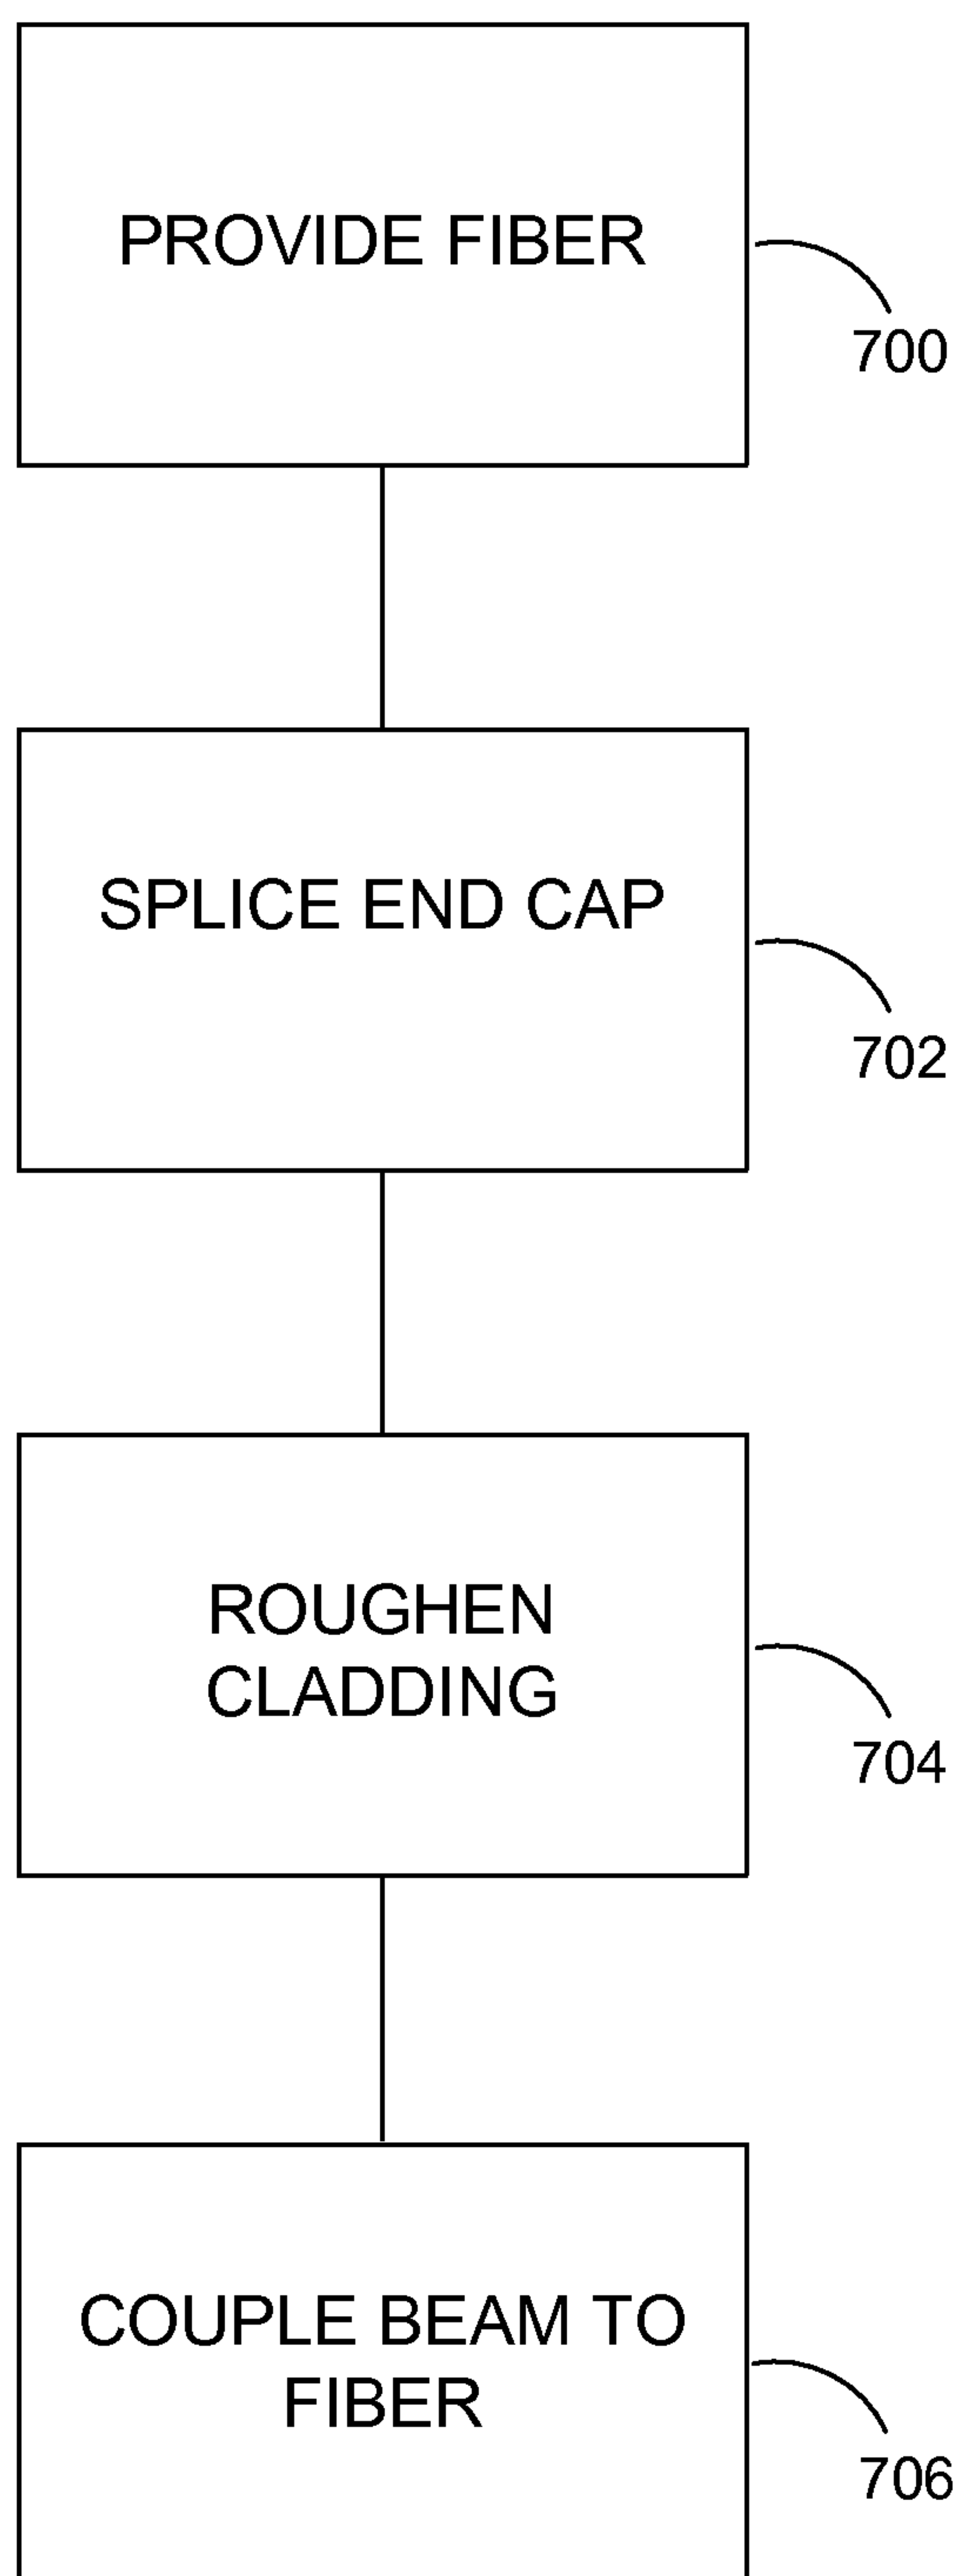 PROVIDE FIBER
700
SPLICE END CAP
702
ROUGHEN
CLADDING
704
COUPLE BEAM TO
FIBER
706